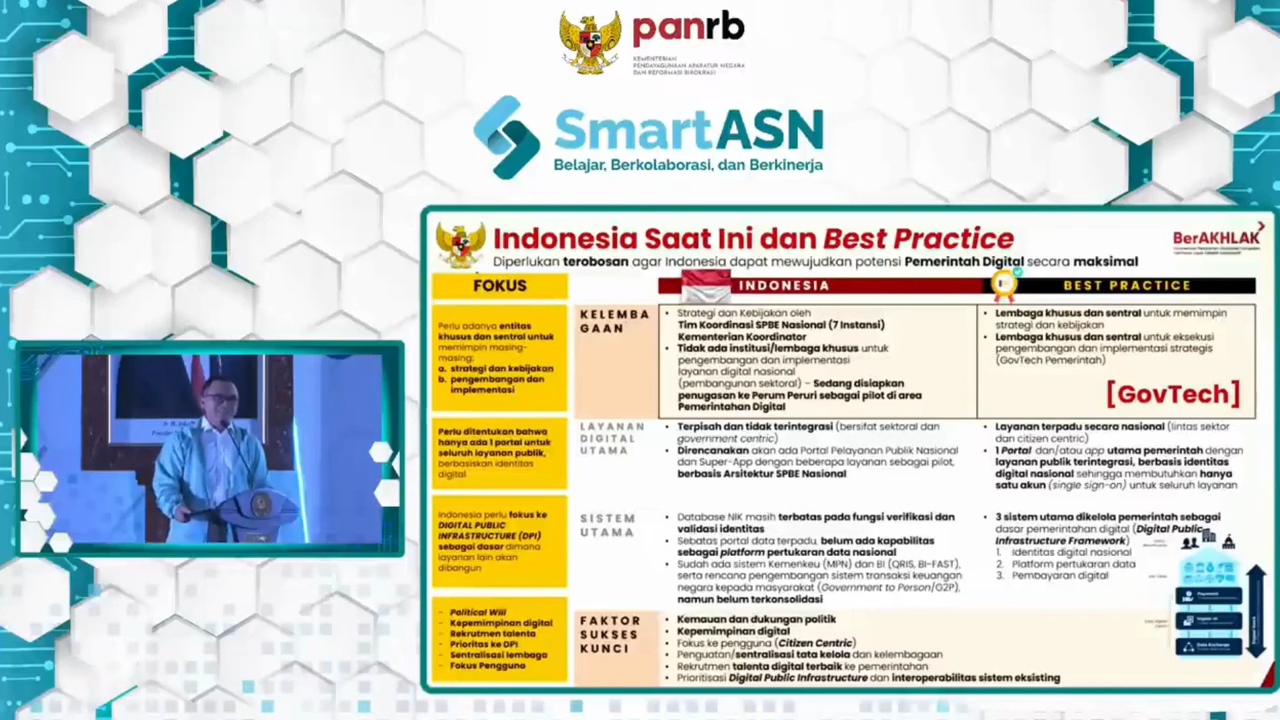 panrb
KEMENTERIAN
PENDAYAGUNAAN APARATUR NEGARA
DAN REFORMASI BIROKRASI
SmartASN
Belajar, Berkolaborasi, dan Berkinerja
Indonesia Saat Ini dan Best Practice
BerAKHLAK
Diperlukan terobosan agar Indonesia dapat mewujudkan potensi Pemerintah Digital secara maksimal
FOKUS
INDONESIA
BEST PRACTICE
Perlu adanya entitas
khusus dan sentral untuk
memimpin masing-
masing:
a. strategi dan kebijakan
b. pengembangan dan
implementasi
KELEMBA
GAAN
• Strategi dan Kebijakan oleh
Tim Koordinasi SPBE Nasional (7 Instansi)
Kementerian Koordinator
• Tidak ada institusi/lembaga khusus untuk
pengembangan dan implementasi
layanan digital nasional
(pembangunan sektoral) – Sedang disiapkan
penugasan ke Perum Peruri sebagai pilot di area
Pemerintahan Digital
• Lembaga khusus dan sentral untuk memimpin
strategi dan kebijakan
• Lembaga khusus dan sentral untuk eksekusi
pengembangan dan implementasi strategis
(GovTech Pemerintah)
[GovTech]
Perlu ditentukan bahwa
hanya ada 1 portal untuk
seluruh layanan publik,
berbasiskan identitas
digital
LAYANAN
DIGITAL
UTAMA
• Terpisah dan tidak terintegrasi (bersifat sektoral dan
government centric)
• Direncanakan akan ada Portal Pelayanan Publik Nasional
dan Super-App dengan beberapa layanan sebagai pilot,
berbasis Arsitektur SPBE Nasional
• Layanan terpadu secara nasional (lintas sektor
dan citizen centric)
• 1 Portal dan/atau app utama pemerintah dengan
layanan publik terintegrasi, berbasis identitas
digital nasional sehingga membutuhkan hanya
satu akun (single sign-on) untuk seluruh layanan
Indonesia perlu fokus ke
DIGITAL PUBLIC
INFRASTRUCTURE (DPI)
sebagai dasar dimana
layanan lain akan
dibangun
SISTEM
UTAMA
• Database NIK masih terbatas pada fungsi verifikasi dan
validasi identitas
• Sebatas portal data terpadu, belum ada kapabilitas
sebagai platform pertukaran data nasional
• Sudah ada sistem Kemenkeu (MPN) dan BI (QRIS, BI-FAST),
serta rencana pengembangan sistem transaksi keuangan
negara kepada masyarakat (Government to Person/G2P),
namun belum terkonsolidasi
• 3 sistem utama dikelola pemerintah sebagai
dasar pemerintahan digital (Digital Public
Infrastructure Framework)
1. Identitas digital nasional
2. Platform pertukaran data
3. Pembayaran digital
Payment
Data Exchange
- Political Will
- Kepemimpinan digital
- Rekrutmen talenta
- Prioritas ke DPI
- Sentralisasi lembaga
- Fokus Pengguna
FAKTOR
SUKSES
KUNCI
• Kemauan dan dukungan politik
• Kepemimpinan digital
• Fokus ke pengguna (Citizen Centric)
• Penguatan/sentralisasi tata kelola dan kelembagaan
• Rekrutmen talenta digital terbaik ke pemerintahan
• Prioritisasi Digital Public Infrastructure dan interoperabilitas sistem eksisting